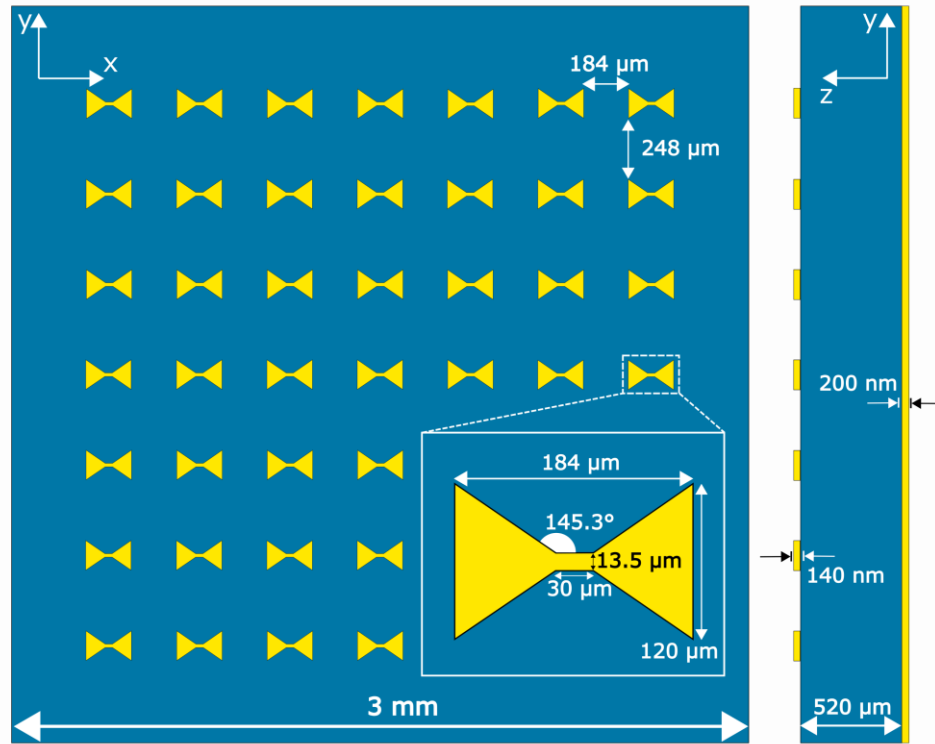 y
x
184 µm
248 µm
184 µm
145.3°
13.5 µm
30 µm
120 µm
3 mm
y
z
200 nm
140 nm
520 µm